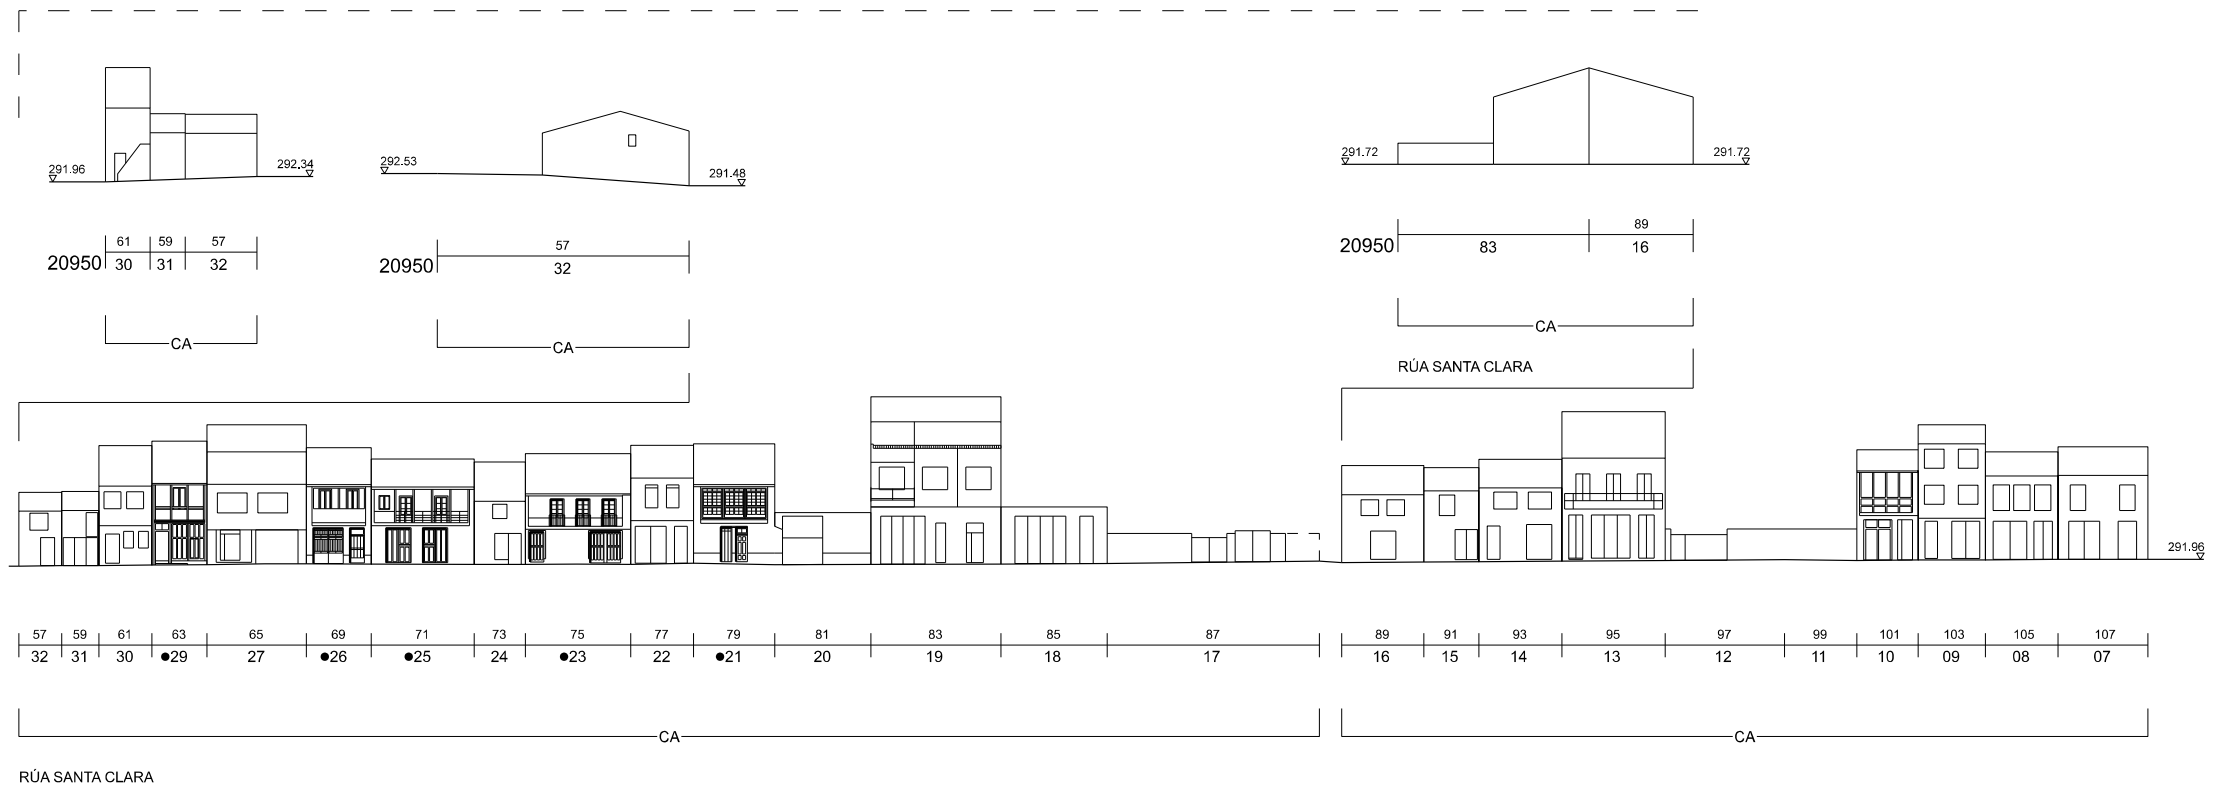 291.96 292.34 292.53 291.48 291.72 291.72
61 59 57 57 89
20950 30 31 32 20950 32 20950 83 16
CA CA CA
RÚA SANTA CLARA
291.96
57 59 61 63 65 69 71 73 75 77 79 81 83 85 87 89 91 93 95 97 99 101 103 105 107
32 31 30 ●29 27 ●26 ●25 24 ●23 22 ●21 20 19 18 17 16 15 14 13 12 11 10 09 08 07
CA CA
RÚA SANTA CLARA